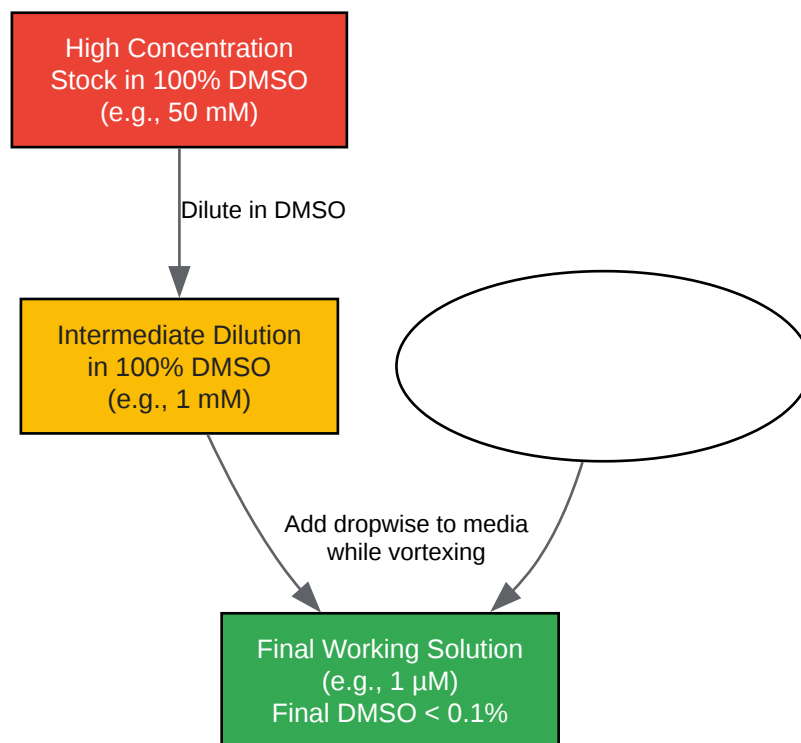 High Concentration
Stock in 100% DMSO
(e.g., 50 mM)
Dilute in DMSO
Intermediate Dilution
in 100% DMSO
(e.g., 1 mM)
Add dropwise to media
while vortexing
Final Working Solution
(e.g., 1 µM)
Final DMSO < 0.1%